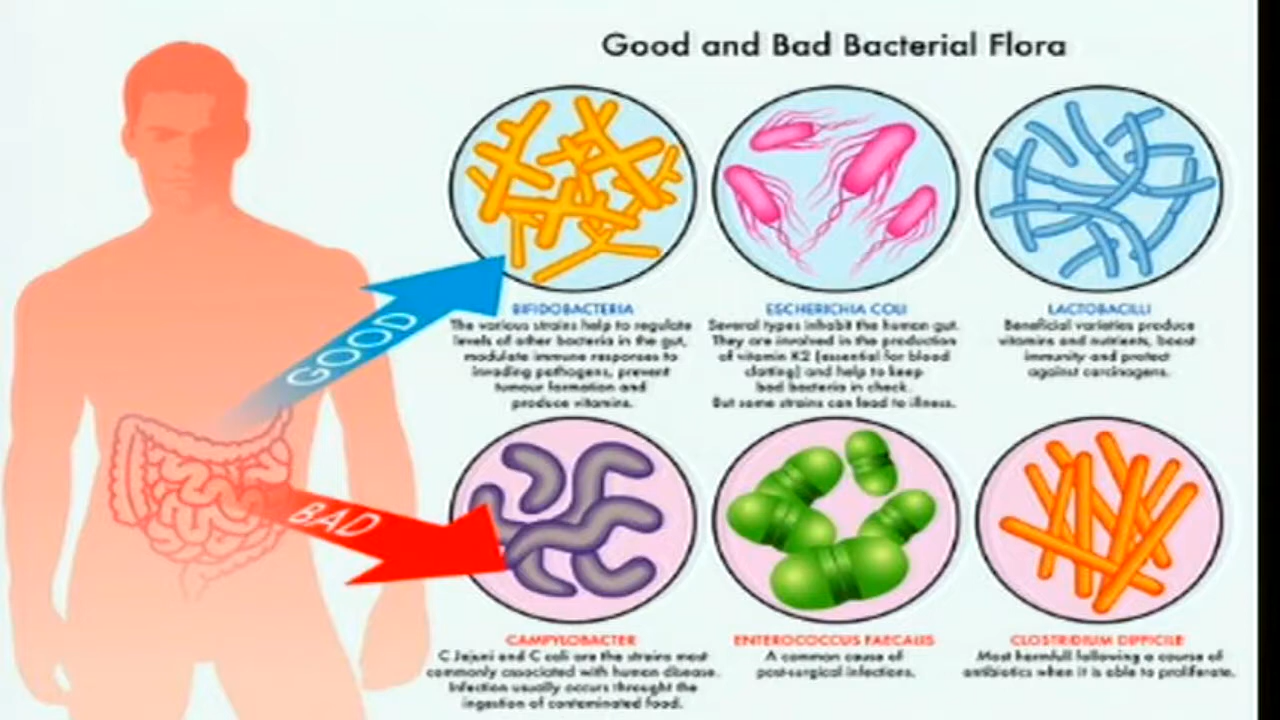 Good and Bad Bacterial Flora
GOOD
BIFIDOBACTERIA
The various strains help to regulate
levels of other bacteria in the gut,
modulate immune responses to
invading pathogens, prevent
tumour formation and
produce vitamins.
ESCHERICHIA COLI
Several types inhabit the human gut.
They are involved in the production
of vitamin K2 (essential for blood
clotting) and help to keep
bad bacteria in check.
But some strains can lead to illness.
LACTOBACILLI
Beneficial varieties produce
vitamins and nutrients, boost
immunity and protect
against carcinogens.
BAD
CAMPYLOBACTER
C Jejuni and C coli are the strains most
commonly associated with human disease.
Infection usually occurs throught the
ingestion of contaminated food.
ENTEROCOCCUS FAECALIS
A common cause of
post-surgical infections.
CLOSTRIDIUM DIFFICILE
Most harmfull following a course of
antibiotics when it is able to proliferate.